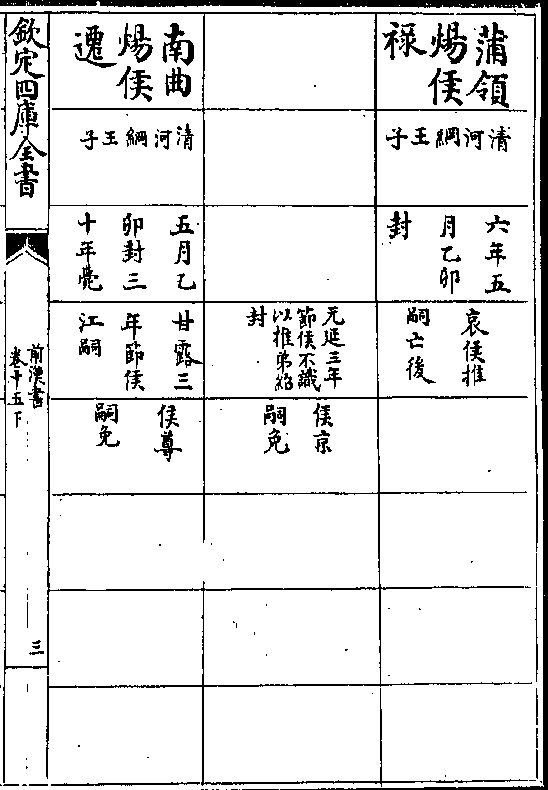 蒲領
煬侯
祿
清河綱王子
六年五
月乙卯
封
哀侯推
嗣亡後
元延三年
節侯不識
以推弟紹
封
侯京
嗣免
南曲
煬侯
遷
清河綱王子
五月乙
卯封三
十年薨
甘露三
年節侯
江嗣
侯尊
嗣免
欽定四庫全書
前漢書
卷十五下
三